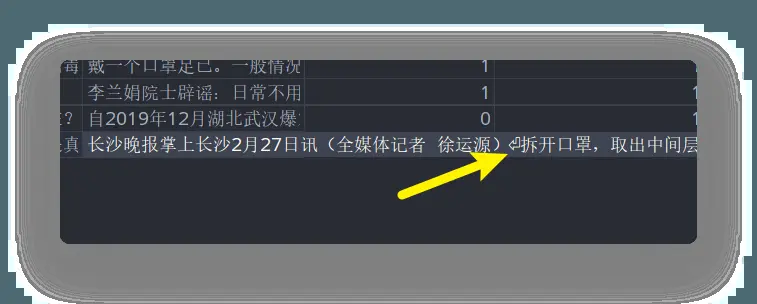 戴一个口罩足已。一般情况 1
李兰娟院士辟谣：日常不用 1 1
? 自2019年12月湖北武汉爆 0 1
真 长沙晚报掌上长沙2月27日讯（全媒体记者 徐运源）⏎拆开口罩，取出中间层